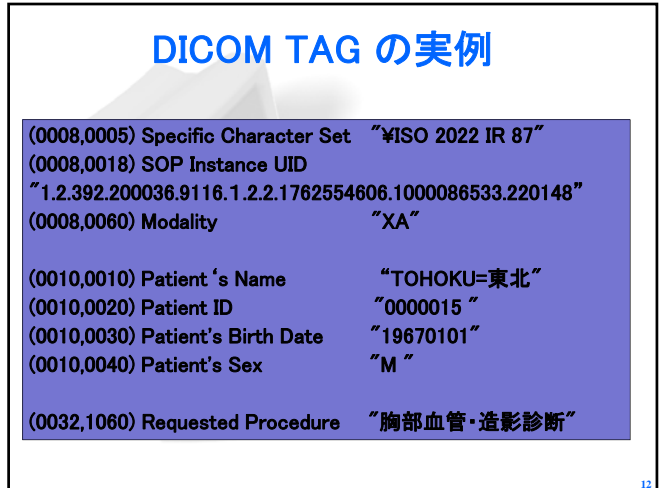 DICOM TAG の実例
(0008,0005) Specific Character Set "¥ISO 2022 IR 87"
(0008,0018) SOP Instance UID
"1.2.392.200036.9116.1.2.2.1762554606.1000086533.220148”
(0008,0060) Modality "XA"
(0010,0010) Patient‘s Name “TOHOKU=東北"
(0010,0020) Patient ID "0000015 "
(0010,0030) Patient's Birth Date "19670101"
(0010,0040) Patient's Sex "M "
(0032,1060) Requested Procedure "胸部血管・造影診断"
12